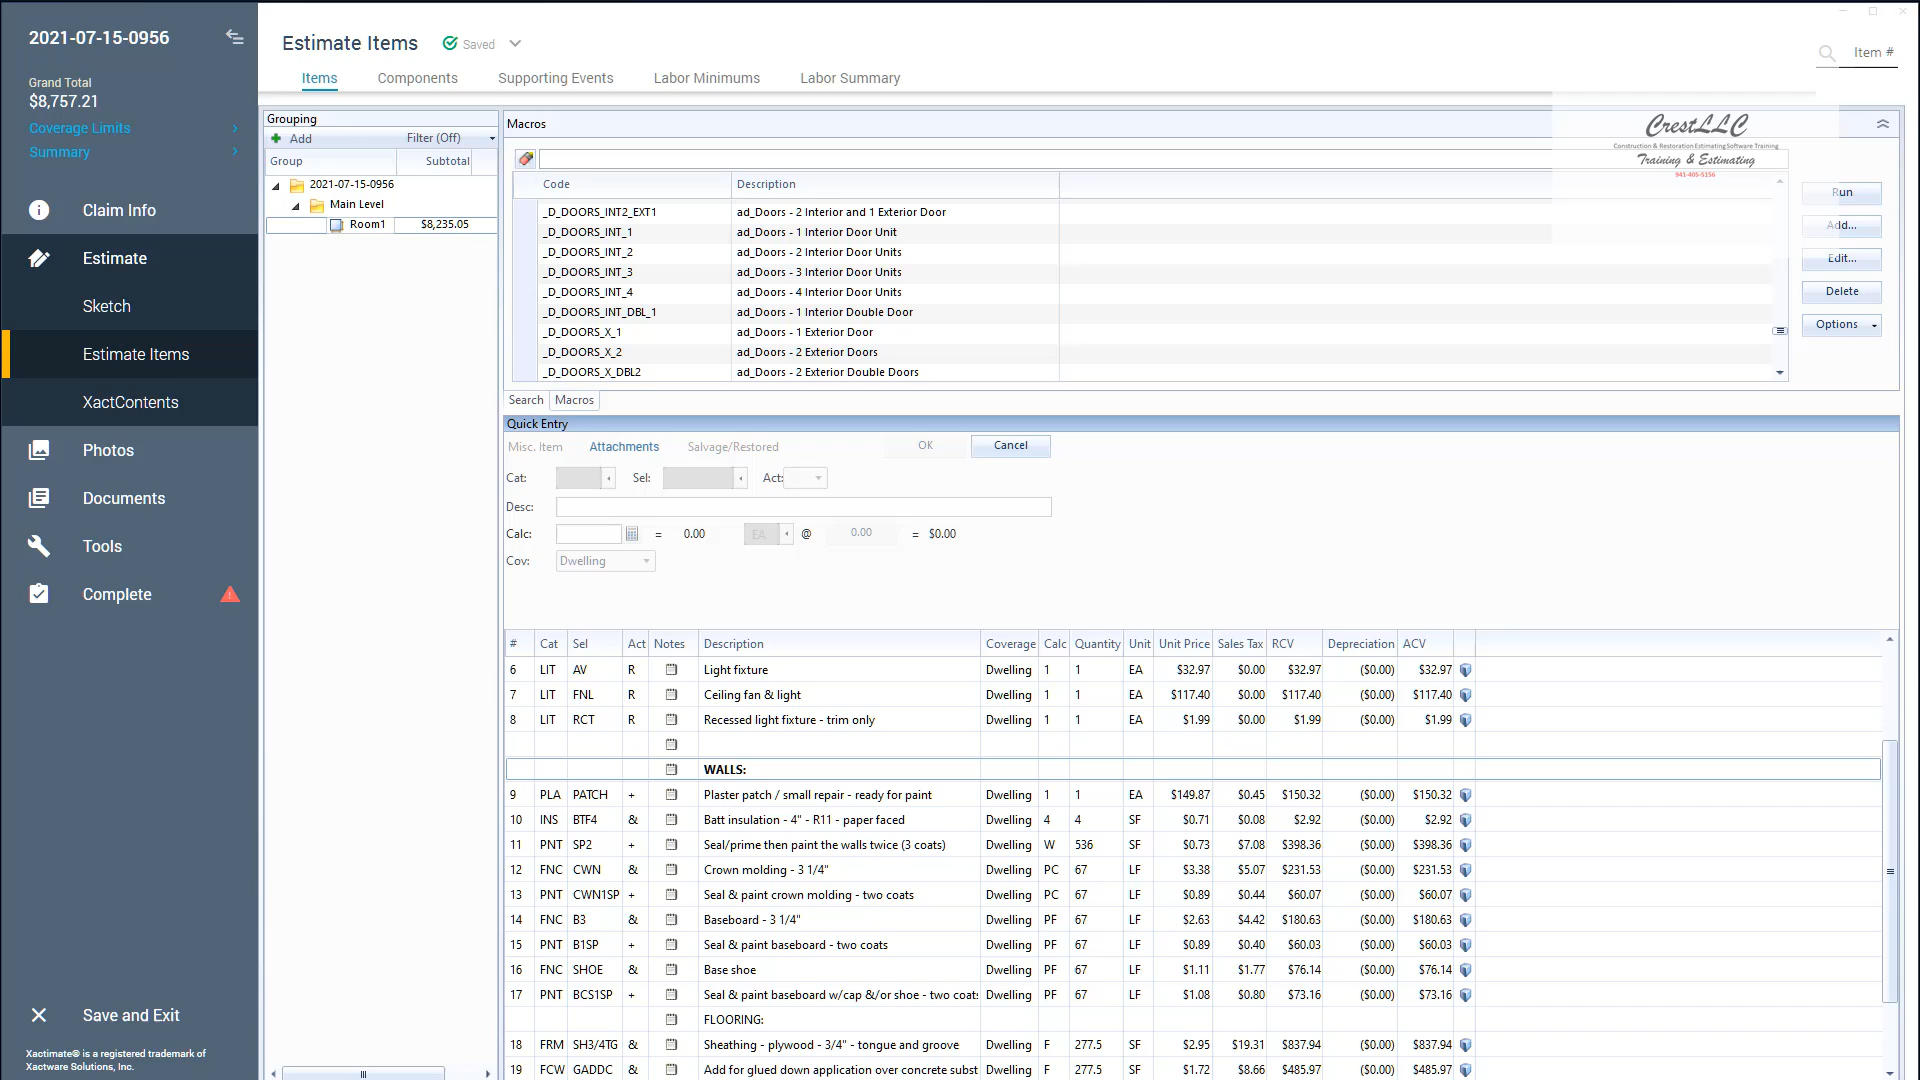 2021-07-15-0956
Grand Total
$8,757.21
Coverage Limits
Summary
Claim Info
Estimate
Sketch
Estimate Items
XactContents
Photos
Documents
Tools
Complete
Save and Exit
Xactimate® is a registered trademark of
Xactware Solutions, Inc.
Estimate Items Saved
Item #
Items Components Supporting Events Labor Minimums Labor Summary
Grouping
Add Filter (Off)
Group Subtotal
2021-07-15-0956
Main Level
Room1 $8,235.05
Macros
CrestLLC
Construction & Restoration Estimating Software Training
Training & Estimating
941-405-5156
Code Description
_D_DOORS_INT2_EXT1 ad_Doors - 2 Interior and 1 Exterior Door
_D_DOORS_INT_1 ad_Doors - 1 Interior Door Unit
_D_DOORS_INT_2 ad_Doors - 2 Interior Door Units
_D_DOORS_INT_3 ad_Doors - 3 Interior Door Units
_D_DOORS_INT_4 ad_Doors - 4 Interior Door Units
_D_DOORS_INT_DBL_1 ad_Doors - 1 Interior Double Door
_D_DOORS_X_1 ad_Doors - 1 Exterior Door
_D_DOORS_X_2 ad_Doors - 2 Exterior Doors
_D_DOORS_X_DBL2 ad_Doors - 2 Exterior Double Doors
Run
Add...
Edit...
Delete
Options
Search Macros
Quick Entry
Misc. Item Attachments Salvage/Restored OK Cancel
Cat: Sel: Act:
Desc:
Calc: = 0.00 EA @ 0.00 = $0.00
Cov: Dwelling
# Cat Sel Act Notes Description Coverage Calc Quantity Unit Unit Price Sales Tax RCV Depreciation ACV
6 LIT AV R Light fixture Dwelling 1 1 EA $32.97 $0.00 $32.97 ($0.00) $32.97
7 LIT FNL R Ceiling fan & light Dwelling 1 1 EA $117.40 $0.00 $117.40 ($0.00) $117.40
8 LIT RCT R Recessed light fixture - trim only Dwelling 1 1 EA $1.99 $0.00 $1.99 ($0.00) $1.99
WALLS:
9 PLA PATCH + Plaster patch / small repair - ready for paint Dwelling 1 1 EA $149.87 $0.45 $150.32 ($0.00) $150.32
10 INS BTF4 & Batt insulation - 4" - R11 - paper faced Dwelling 4 4 SF $0.71 $0.08 $2.92 ($0.00) $2.92
11 PNT SP2 + Seal/prime then paint the walls twice (3 coats) Dwelling W 536 SF $0.73 $7.08 $398.36 ($0.00) $398.36
12 FNC CWN & Crown molding - 3 1/4" Dwelling PC 67 LF $3.38 $5.07 $231.53 ($0.00) $231.53
13 PNT CWN1SP + Seal & paint crown molding - two coats Dwelling PC 67 LF $0.89 $0.44 $60.07 ($0.00) $60.07
14 FNC B3 & Baseboard - 3 1/4" Dwelling PF 67 LF $2.63 $4.42 $180.63 ($0.00) $180.63
15 PNT B1SP + Seal & paint baseboard - two coats Dwelling PF 67 LF $0.89 $0.40 $60.03 ($0.00) $60.03
16 FNC SHOE & Base shoe Dwelling PF 67 LF $1.11 $1.77 $76.14 ($0.00) $76.14
17 PNT BCS1SP + Seal & paint baseboard w/cap &/or shoe - two coats Dwelling PF 67 LF $1.08 $0.80 $73.16 ($0.00) $73.16
FLOORING:
18 FRM SH3/4TG & Sheathing - plywood - 3/4" - tongue and groove Dwelling F 277.5 SF $2.95 $19.31 $837.94 ($0.00) $837.94
19 FCW GADDC & Add for glued down application over concrete subst Dwelling F 277.5 SF $1.72 $8.66 $485.97 ($0.00) $485.97